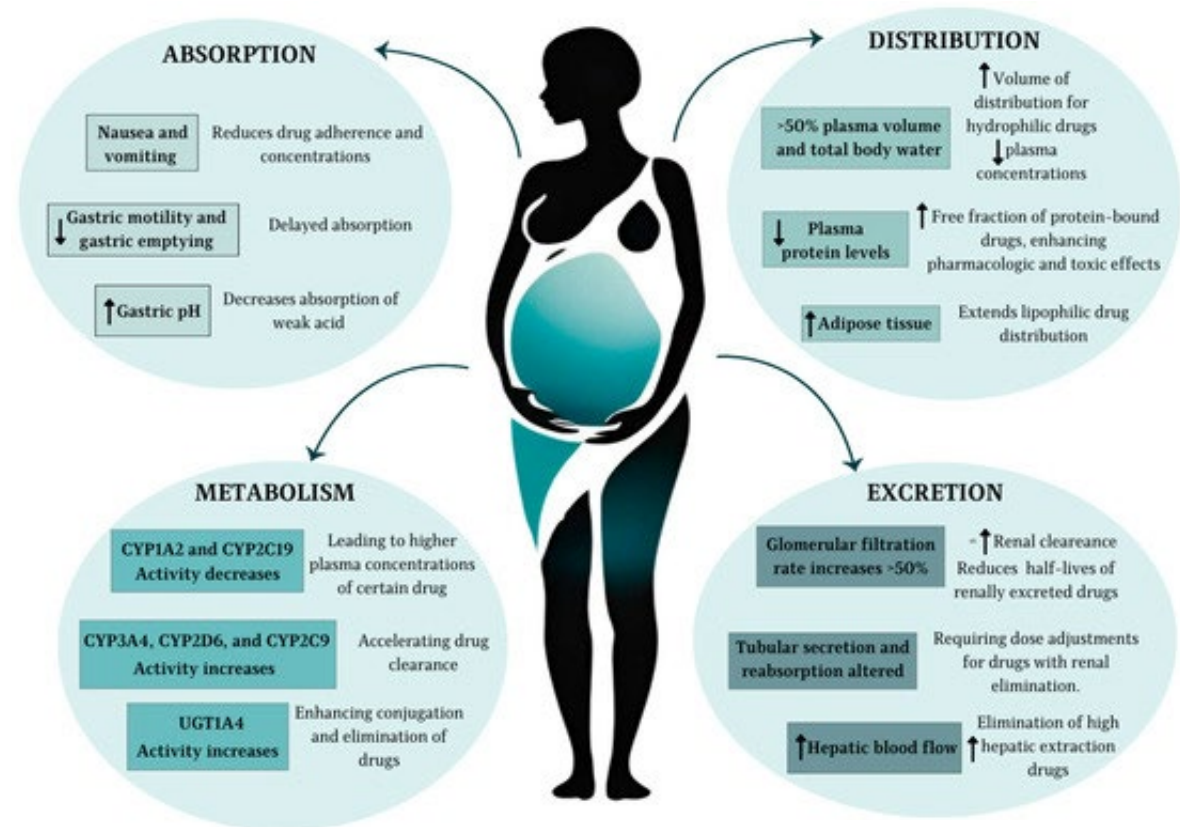 ABSORPTION
Nausea and
vomiting
Reduces drug adherence and
concentrations
↓ Gastric motility and
gastric emptying
Delayed absorption
↑ Gastric pH
Decreases absorption of
weak acid
DISTRIBUTION
>50% plasma volume
and total body water
↑ Volume of
distribution for
hydrophilic drugs
↓ plasma
concentrations
↓ Plasma
protein levels
↑ Free fraction of protein-bound
drugs, enhancing
pharmacologic and toxic effects
↑ Adipose tissue
Extends lipophilic drug
distribution
METABOLISM
CYP1A2 and CYP2C19
Activity decreases
Leading to higher
plasma concentrations
of certain drug
CYP3A4, CYP2D6, and CYP2C9
Activity increases
Accelerating drug
clearance
UGT1A4
Activity increases
Enhancing conjugation
and elimination of
drugs
EXCRETION
Glomerular filtration
rate increases >50%
- ↑ Renal cleareance
Reduces half-lives of
renally excreted drugs
Tubular secretion and
reabsorption altered
Requiring dose adjustments
for drugs with renal
elimination.
↑ Hepatic blood flow
↑ Elimination of high
hepatic extraction
drugs